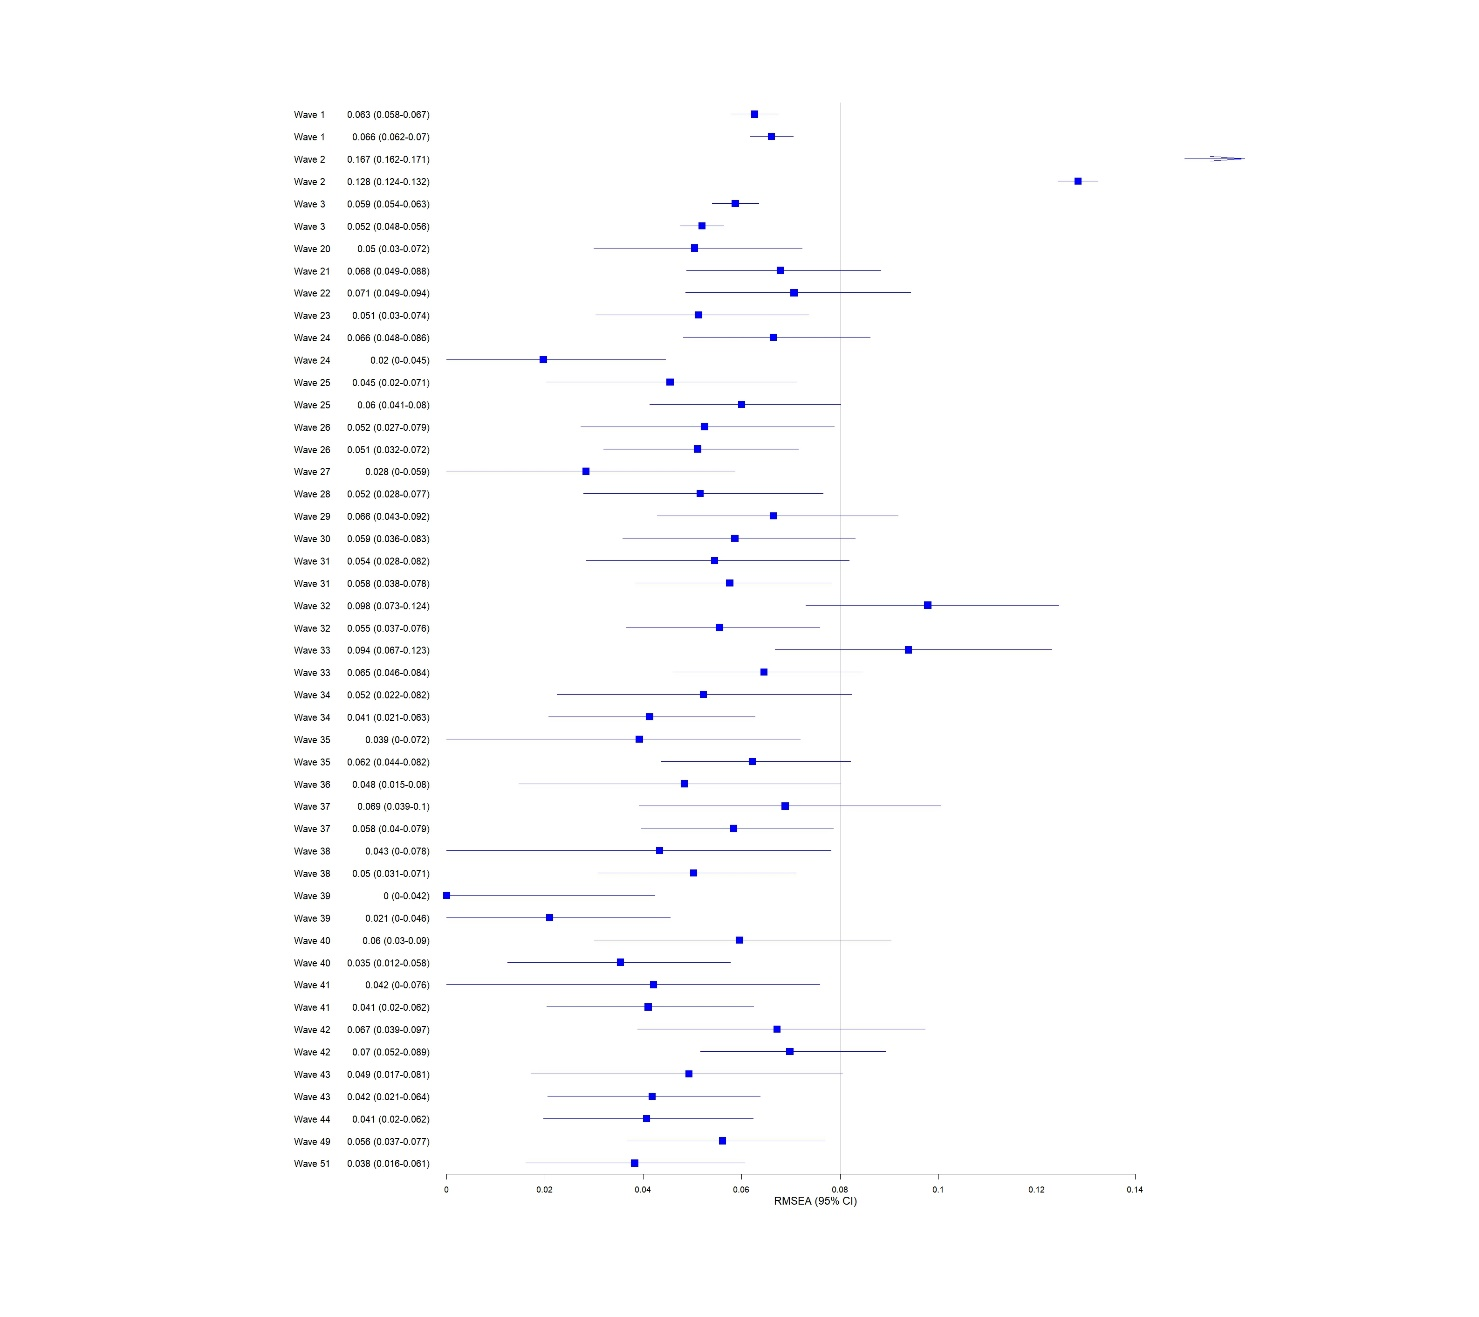 Wave 1 0.063 (0.058-0.067)
Wave 1 0.066 (0.062-0.07)
Wave 2 0.167 (0.162-0.171)
Wave 2 0.128 (0.124-0.132)
Wave 3 0.059 (0.054-0.063)
Wave 3 0.052 (0.048-0.056)
Wave 20 0.05 (0.03-0.072)
Wave 21 0.068 (0.049-0.088)
Wave 22 0.071 (0.049-0.094)
Wave 23 0.051 (0.03-0.074)
Wave 24 0.066 (0.048-0.086)
Wave 24 0.02 (0-0.045)
Wave 25 0.045 (0.02-0.071)
Wave 25 0.06 (0.041-0.08)
Wave 26 0.052 (0.027-0.079)
Wave 26 0.051 (0.032-0.072)
Wave 27 0.028 (0-0.059)
Wave 28 0.052 (0.028-0.077)
Wave 29 0.066 (0.043-0.092)
Wave 30 0.059 (0.036-0.083)
Wave 31 0.054 (0.028-0.082)
Wave 31 0.058 (0.038-0.078)
Wave 32 0.098 (0.073-0.124)
Wave 32 0.055 (0.037-0.076)
Wave 33 0.094 (0.067-0.123)
Wave 33 0.065 (0.046-0.084)
Wave 34 0.052 (0.022-0.082)
Wave 34 0.041 (0.021-0.063)
Wave 35 0.039 (0-0.072)
Wave 35 0.062 (0.044-0.082)
Wave 36 0.048 (0.015-0.08)
Wave 37 0.069 (0.039-0.1)
Wave 37 0.058 (0.04-0.079)
Wave 38 0.043 (0-0.078)
Wave 38 0.05 (0.031-0.071)
Wave 39 0 (0-0.042)
Wave 39 0.021 (0-0.046)
Wave 40 0.06 (0.03-0.09)
Wave 40 0.035 (0.012-0.058)
Wave 41 0.042 (0-0.076)
Wave 41 0.041 (0.02-0.062)
Wave 42 0.067 (0.039-0.097)
Wave 42 0.07 (0.052-0.089)
Wave 43 0.049 (0.017-0.081)
Wave 43 0.042 (0.021-0.064)
Wave 44 0.041 (0.02-0.062)
Wave 49 0.056 (0.037-0.077)
Wave 51 0.038 (0.016-0.061)
0 0.02 0.04 0.06 0.08 0.1 0.12 0.14
RMSEA (95% CI)